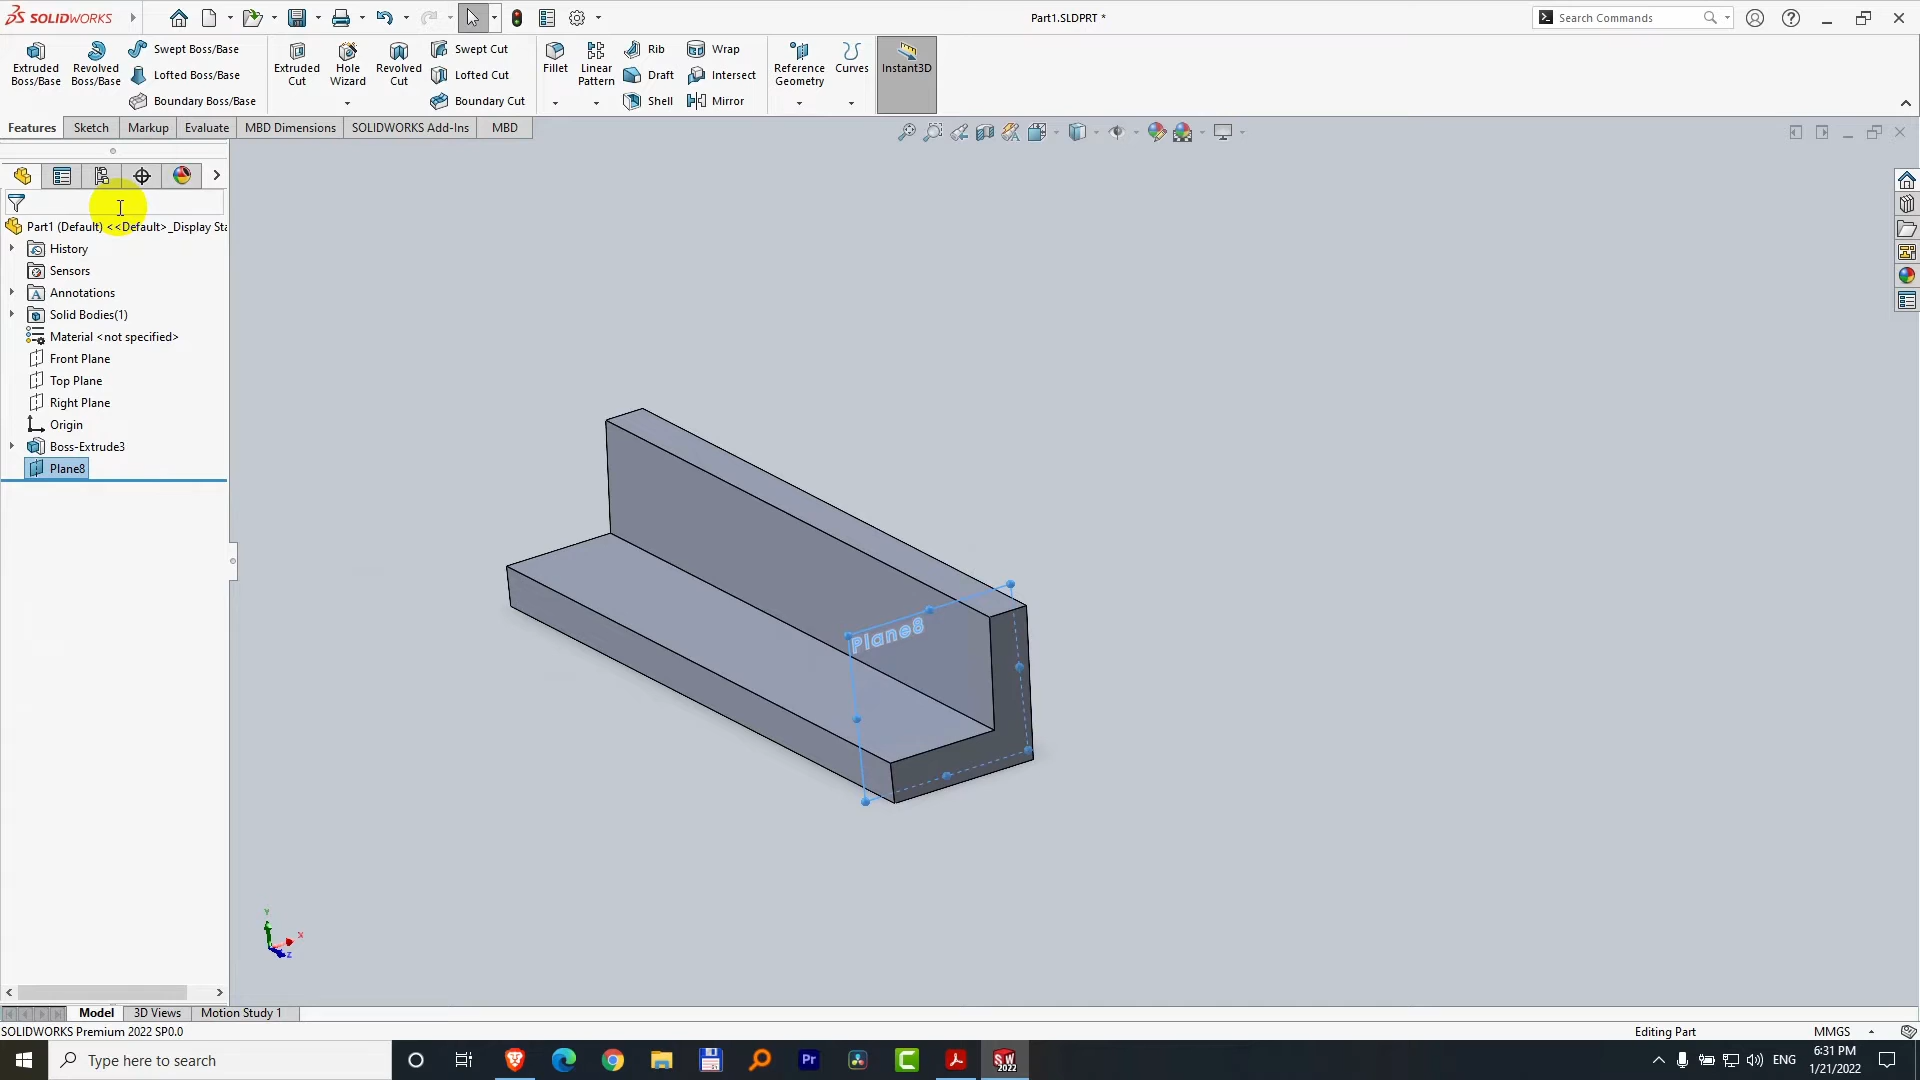 SOLIDWORKS
Part1.SLDPRT *
Search Commands
Extruded Boss/Base
Revolved Boss/Base
Swept Boss/Base
Lofted Boss/Base
Boundary Boss/Base
Extruded Cut
Hole Wizard
Revolved Cut
Swept Cut
Lofted Cut
Boundary Cut
Fillet
Linear Pattern
Rib
Draft
Shell
Wrap
Intersect
Mirror
Reference Geometry
Curves
Instant3D
Features
Sketch
Markup
Evaluate
MBD Dimensions
SOLIDWORKS Add-Ins
MBD
Part1 (Default) <<Default>_Display Sta
History
Sensors
Annotations
Solid Bodies(1)
Material <not specified>
Front Plane
Top Plane
Right Plane
Origin
Boss-Extrude3
Plane8
Plane8
Y
X
Z
Model
3D Views
Motion Study 1
SOLIDWORKS Premium 2022 SP0.0
Editing Part
MMGS
Type here to search
Pr
SW 2022
ENG
6:31 PM
1/21/2022